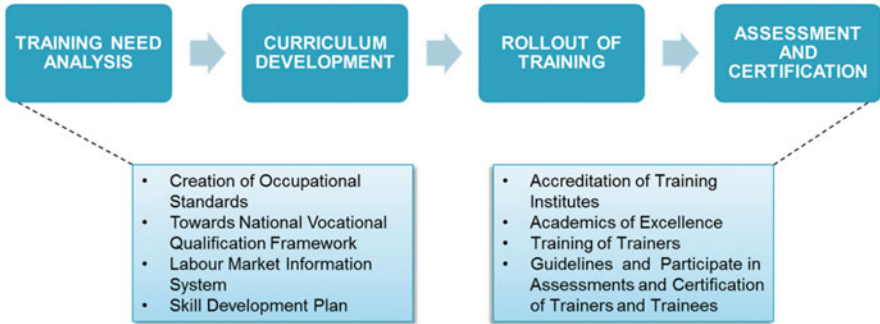 TRAINING NEED
ANALYSIS
CURRICULUM
DEVELOPMENT
ROLLOUT OF
TRAINING
ASSESSMENT
AND
CERTIFICATION
• Creation of Occupational
Standards
• Towards National Vocational
Qualification Framework
• Labour Market Information
System
• Skill Development Plan
• Accreditation of Training
Institutes
• Academics of Excellence
• Training of Trainers
• Guidelines and Participate in
Assessments and Certification
of Trainers and Trainees